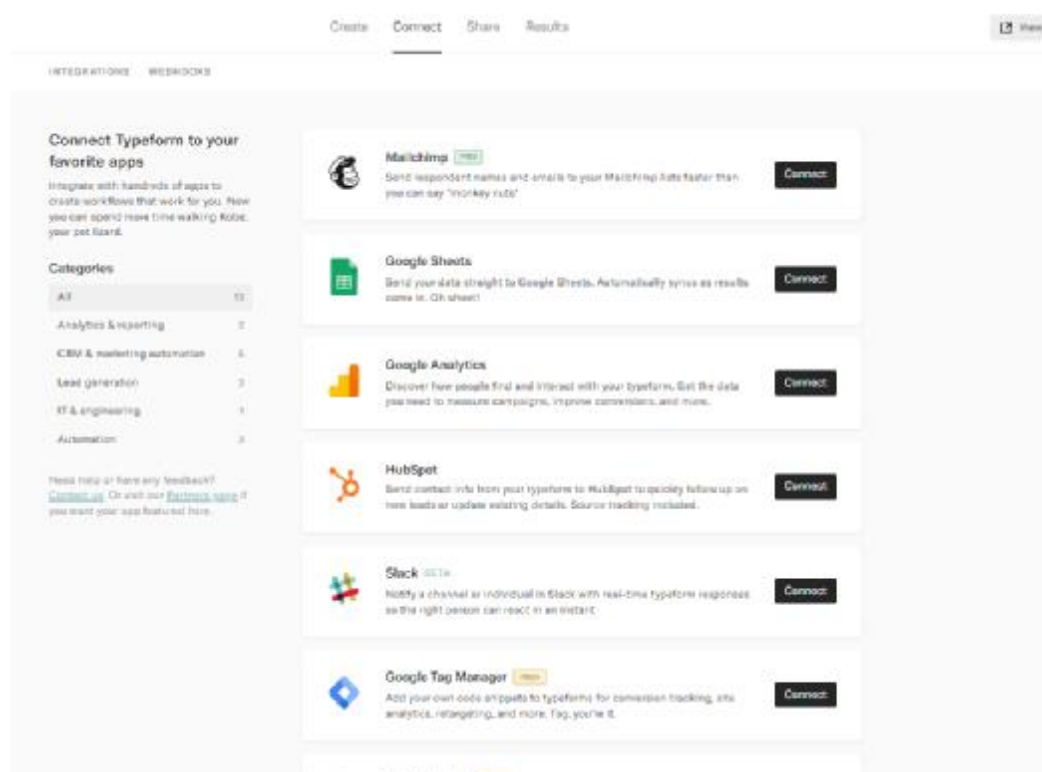 Create Connect Share Results
View
INTEGRATIONS WEBHOOKS
Connect Typeform to your
favorite apps
Integrate with hundreds of apps to
create workflows that work for you. Now
you can spend more time walking Kobe,
your pet lizard.
Categories
All
Analytics & reporting
CRM & marketing automation
Lead generation
IT & engineering
Automation
Need help or have any feedback?
Contact us. Or visit our Partners page if
you want your app featured here.
Mailchimp PRO
Send respondent names and emails to your Mailchimp lists faster than
you can say "monkey nuts"
Connect
Google Sheets
Send your data straight to Google Sheets. Automatically syncs as results
come in. Oh sheet!
Connect
Google Analytics
Discover how people find and interact with your typeform. Get the data
you need to measure campaigns, improve conversions, and more.
Connect
HubSpot
Send contact info from your typeform to HubSpot to quickly follow up on
new leads or update existing details. Source tracking included.
Connect
Slack BETA
Notify a channel or individual in Slack with real-time typeform responses
so the right person can react in an instant
Connect
Google Tag Manager
Add your own code snippets to typeforms for conversion tracking, site
analytics, retargeting, and more. Tag, you're it.
Connect